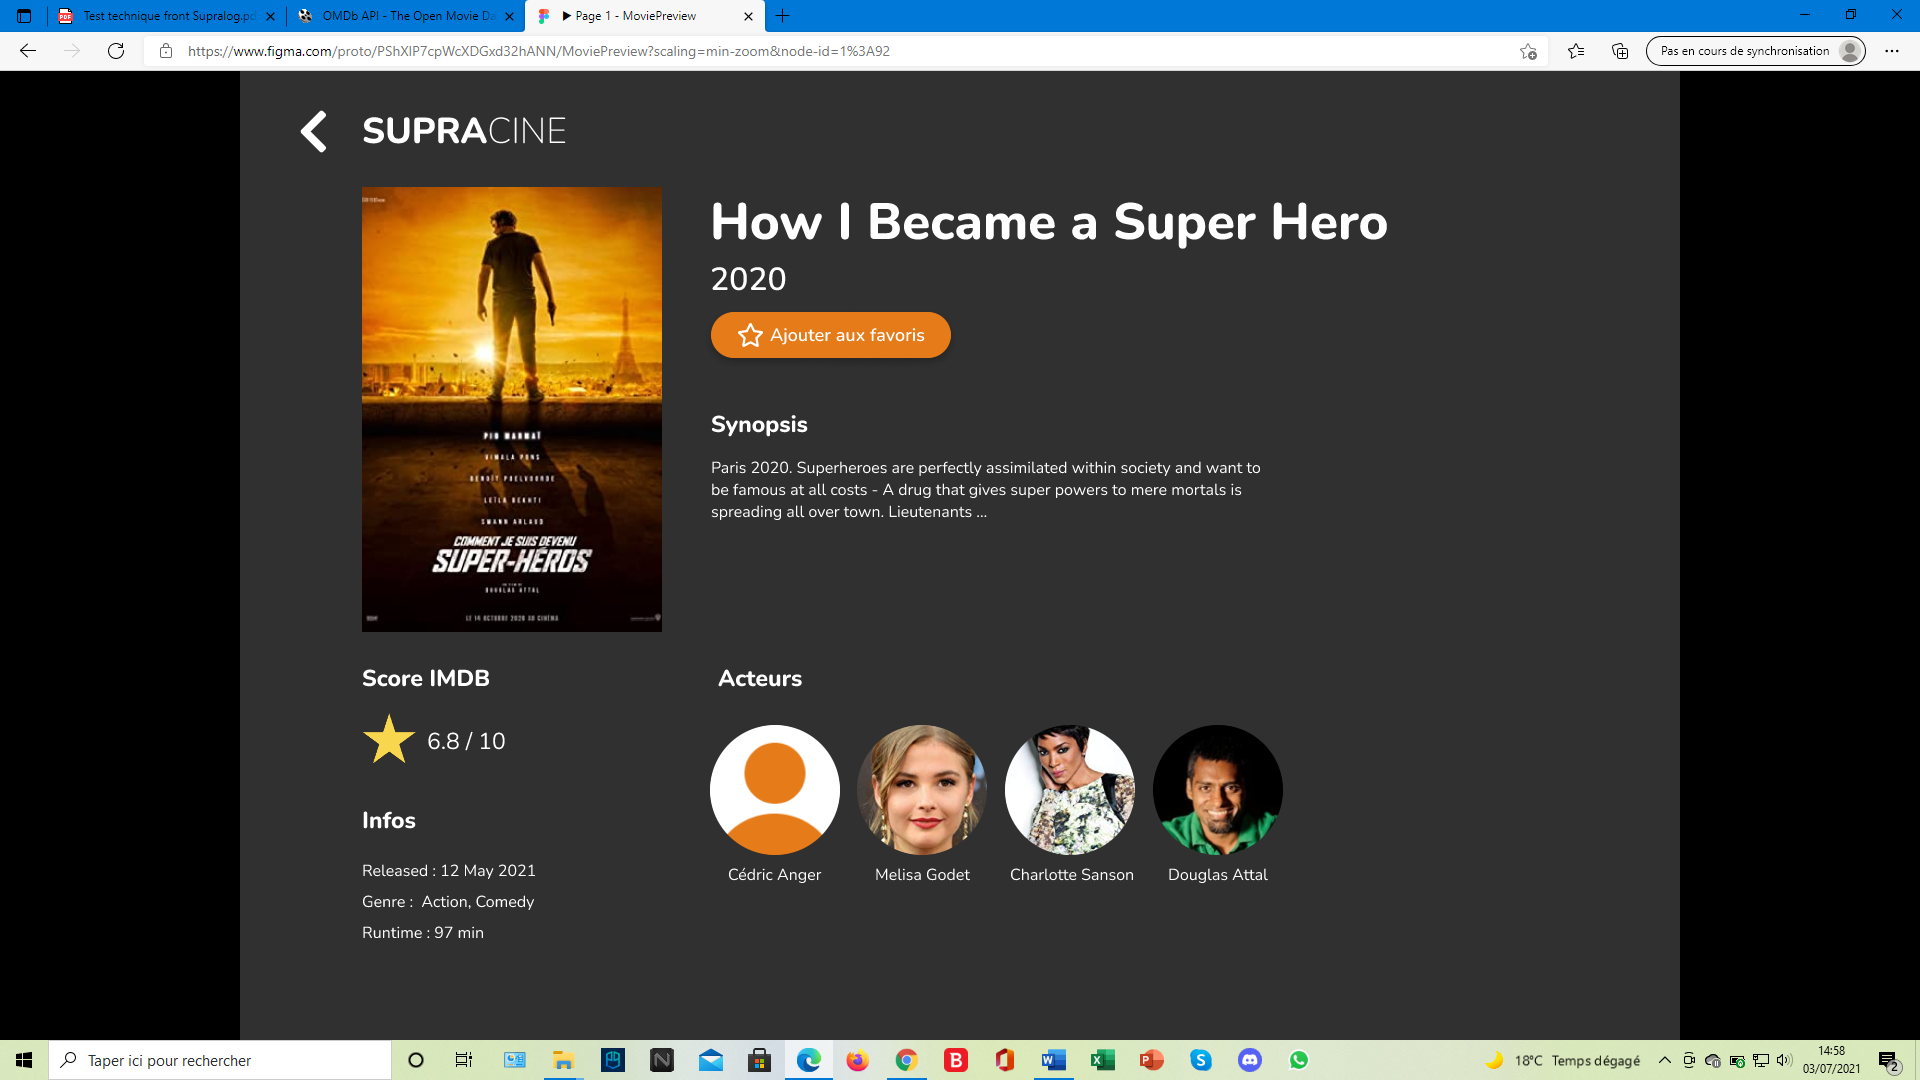 Test technique front Supralog.pd
OMDb API - The Open Movie Da
Page 1 - MoviePreview
https://www.figma.com/proto/PShXlP7cpWcXDGxd32hANN/MoviePreview?scaling=min-zoom&node-id=1%3A92
Pas en cours de synchronisation
SUPRACINE
How I Became a Super Hero
2020
Ajouter aux favoris
Synopsis
Paris 2020. Superheroes are perfectly assimilated within society and want to
be famous at all costs - A drug that gives super powers to mere mortals is
spreading all over town. Lieutenants ...
PIO MARMAÏ
VIMALA PONS
BENOÎT POELVOORDE
LEÏLA BEKHTI
SWANN ARLAUD
COMMENT JE SUIS DEVENU
SUPER-HÉROS
UN FILM DE
DOUGLAS ATTAL
LE 14 OCTOBRE 2020 AU CINÉMA
Score IMDB
6.8 / 10
Infos
Released : 12 May 2021
Genre : Action, Comedy
Runtime : 97 min
Acteurs
Cédric Anger
Melisa Godet
Charlotte Sanson
Douglas Attal
Taper ici pour rechercher
18°C Temps dégagé
14:58
03/07/2021
2